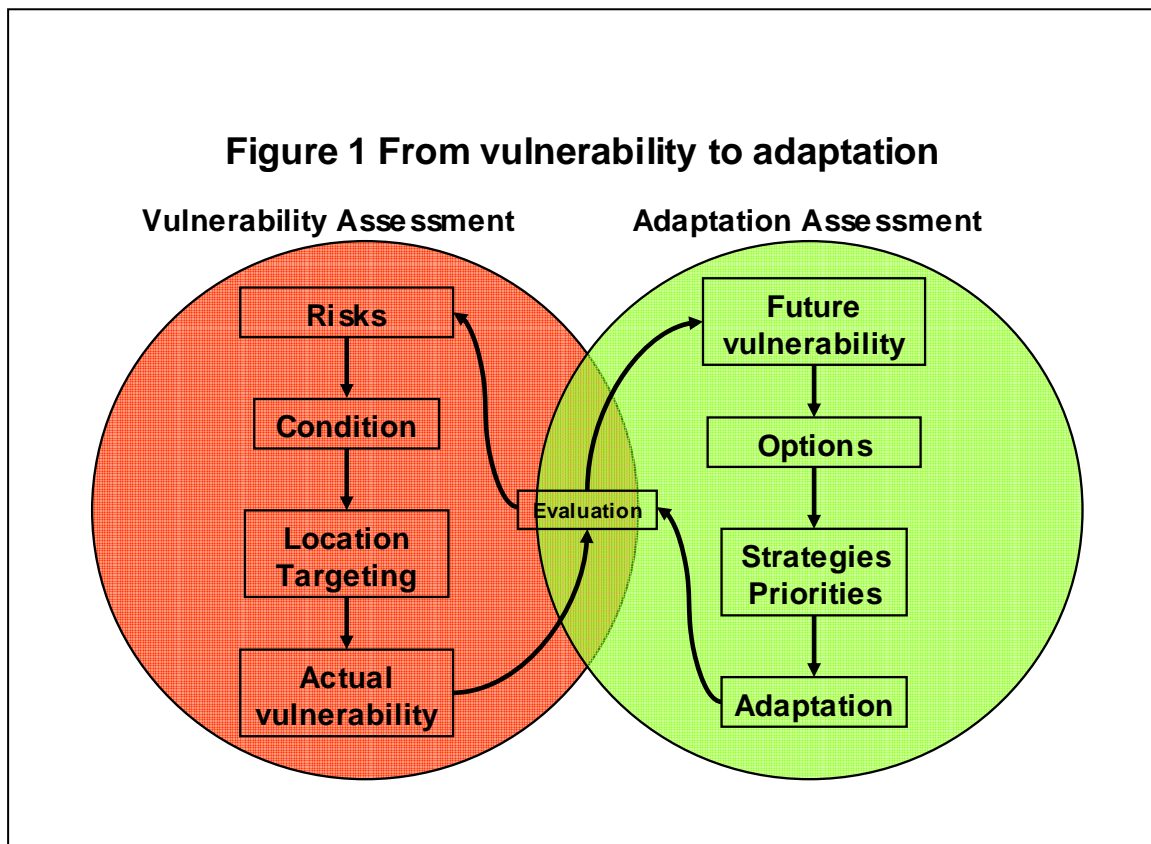 Figure 1 From vulnerability to adaptation
Vulnerability Assessment
Adaptation Assessment
Risks
Condition
Location
Targeting
Actual
vulnerability
Evaluation
Future
vulnerability
Options
Strategies
Priorities
Adaptation